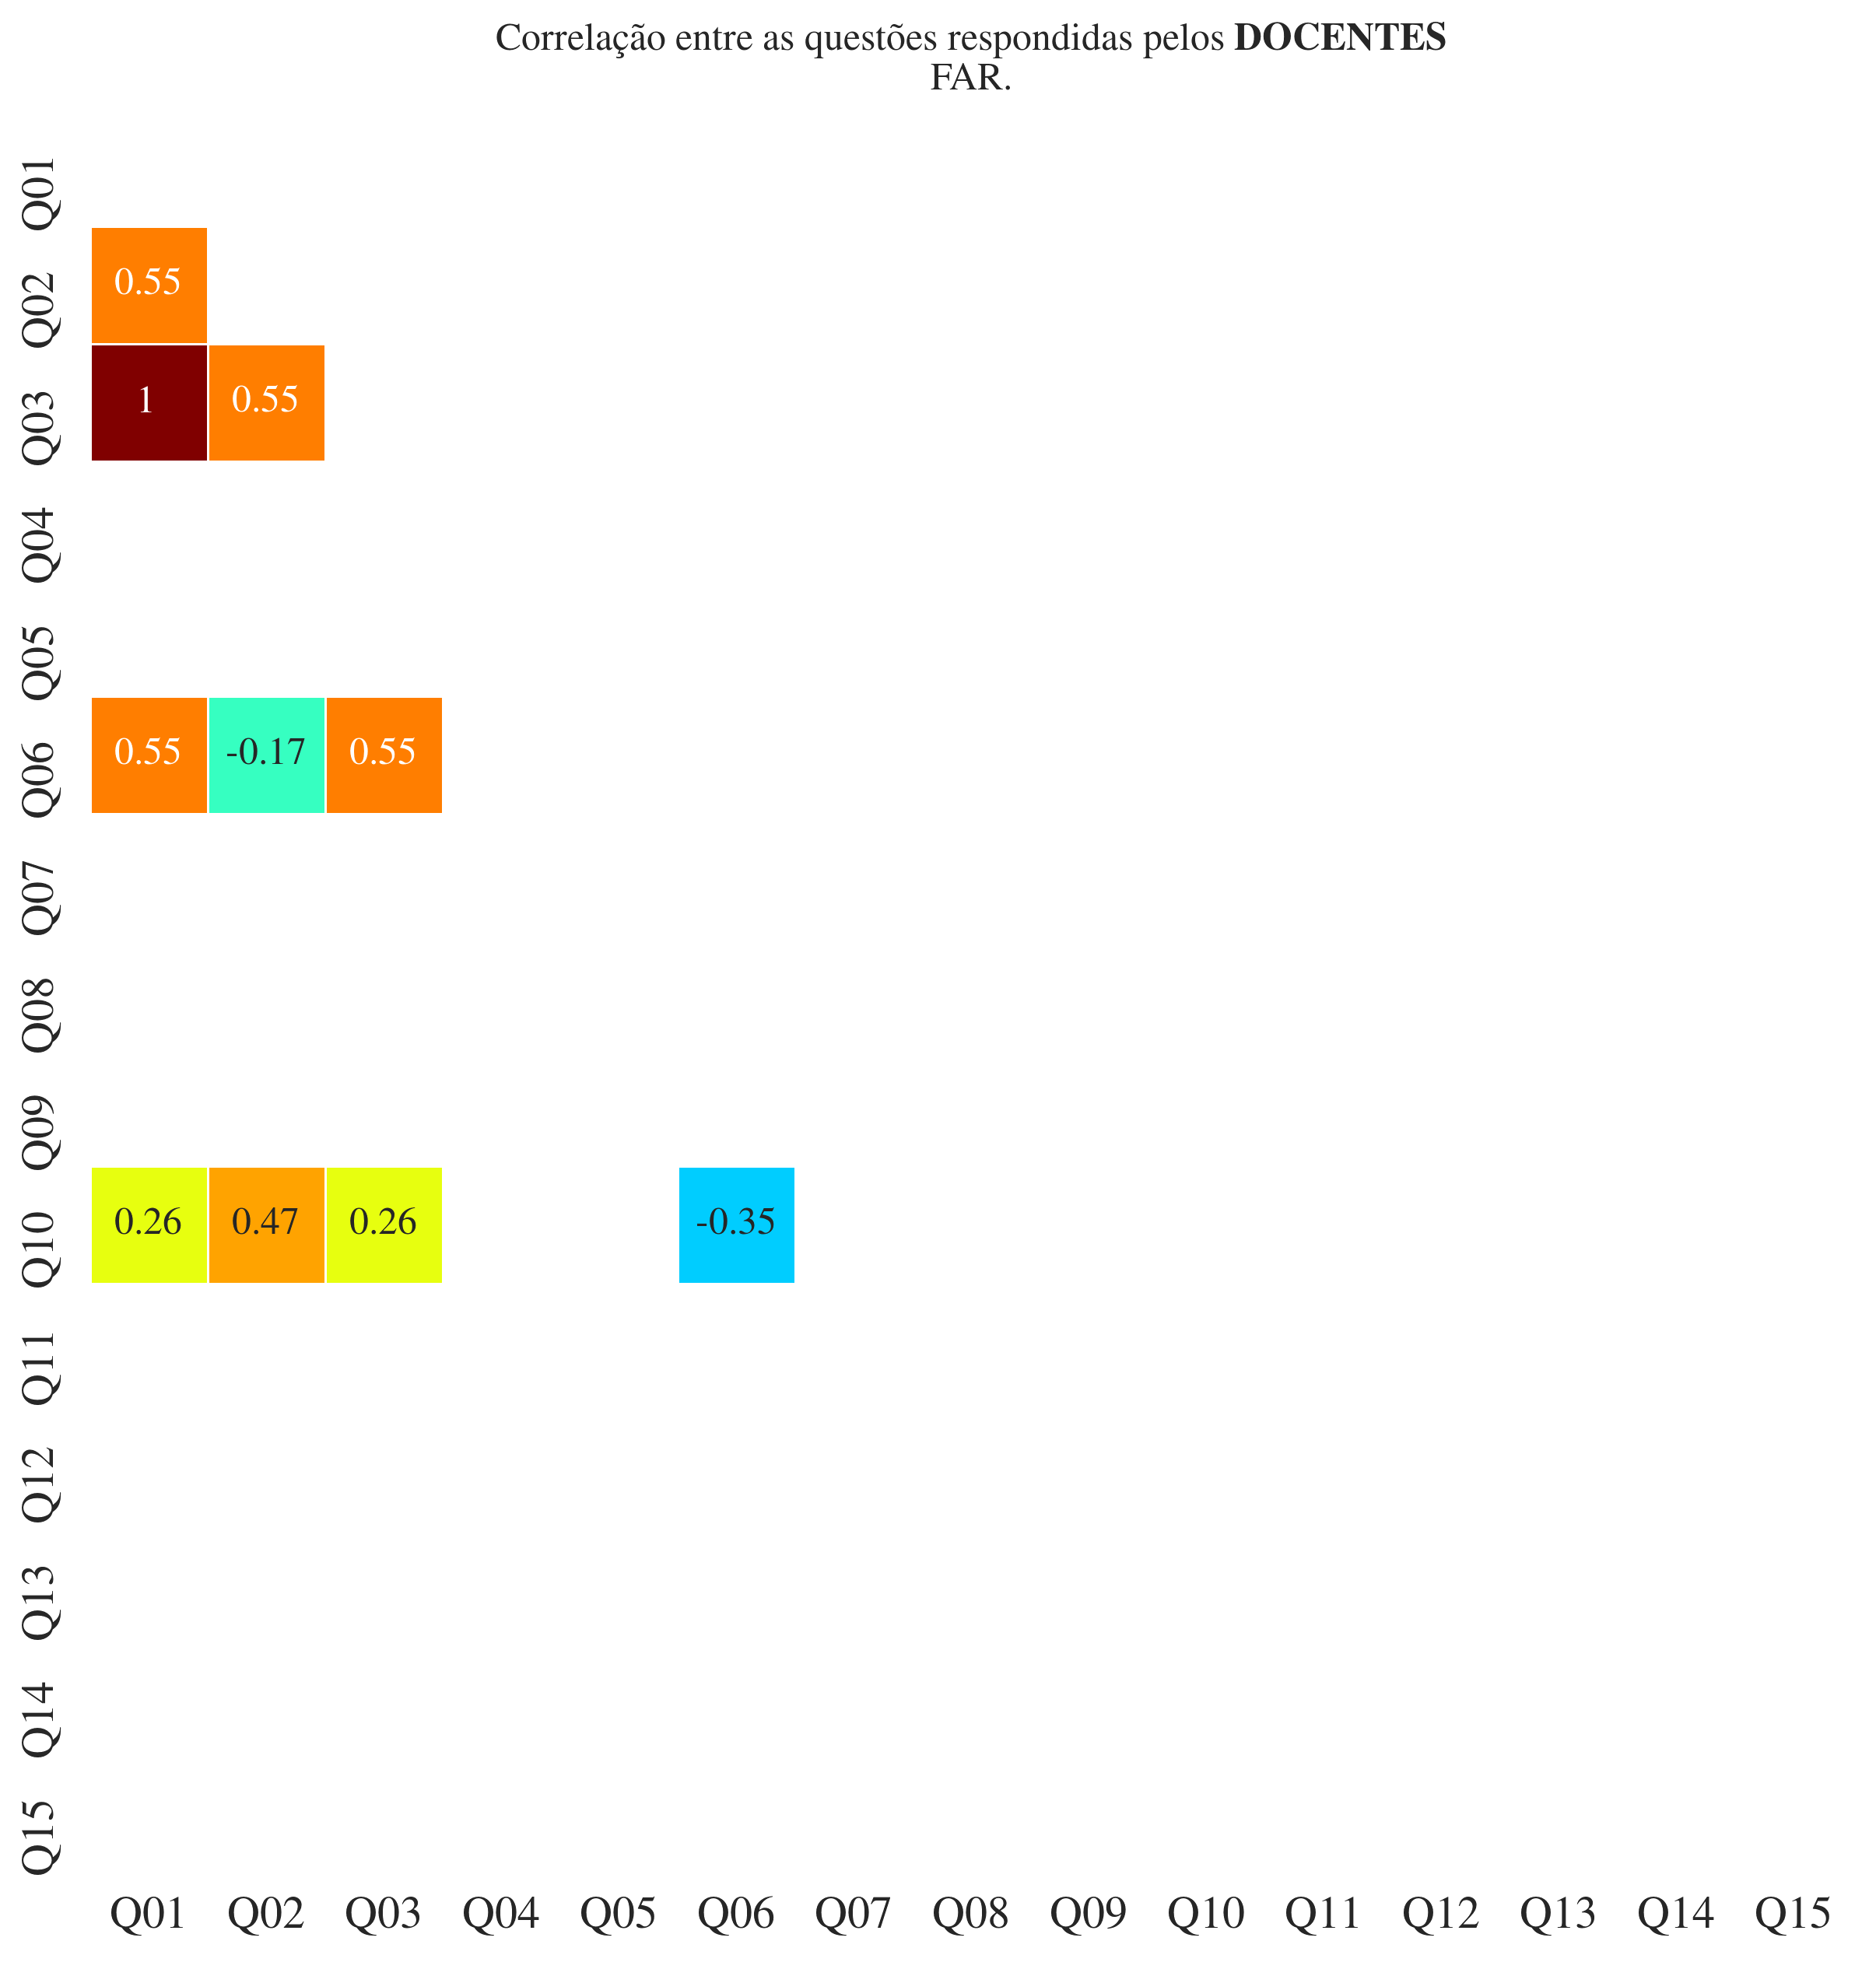 Correlação entre as questões respondidas pelos DOCENTES
FAR.
Q01
Q02
0.55
Q03
1 0.55
Q04
Q05
Q06
0.55 -0.17 0.55
Q07
Q08
Q09
Q10
0.26 0.47 0.26 -0.35
Q11
Q12
Q13
Q14
Q15
Q01 Q02 Q03 Q04 Q05 Q06 Q07 Q08 Q09 Q10 Q11 Q12 Q13 Q14 Q15